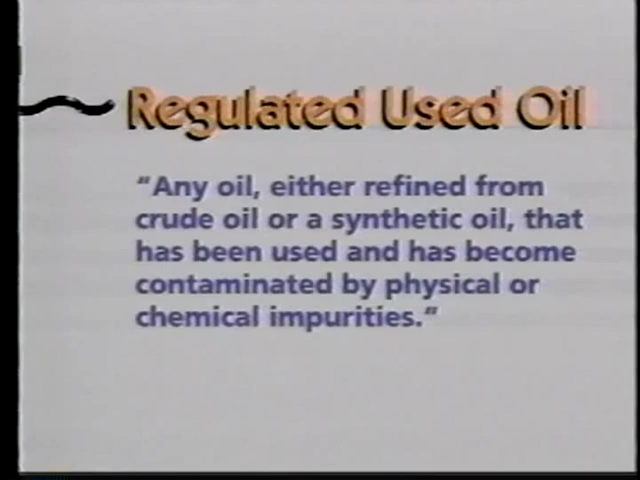 Regulated Used Oil
“Any oil, either refined from
crude oil or a synthetic oil, that
has been used and has become
contaminated by physical or
chemical impurities.”